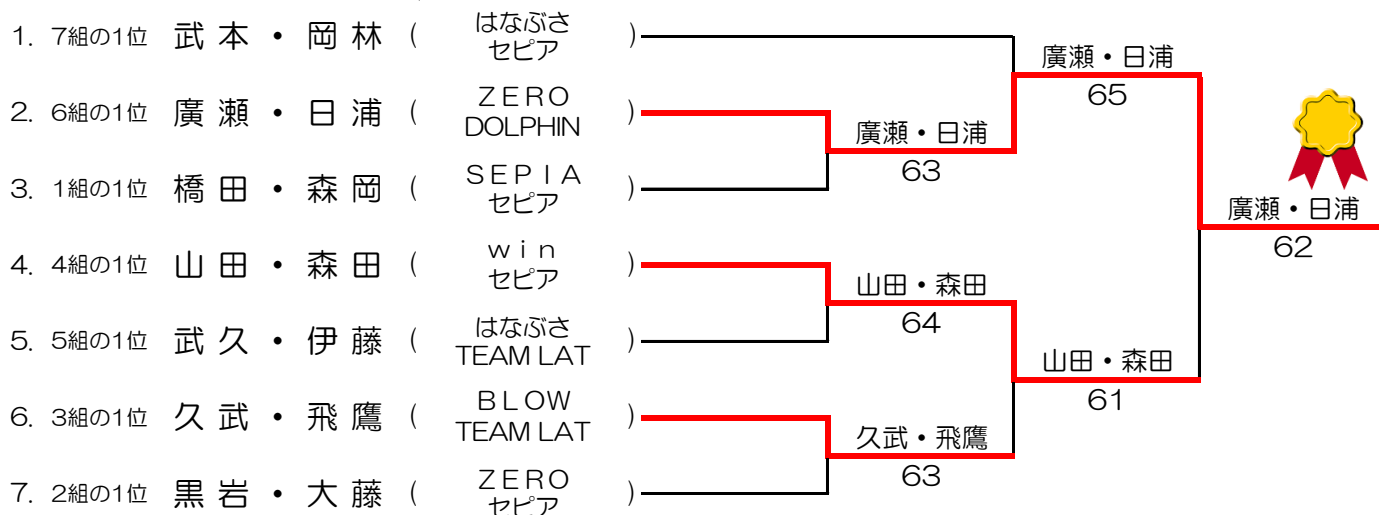 はなぶさ
1. 7組の1位 武本・岡林 ( セピア )
廣瀬・日浦
65
ZERO
2. 6組の1位 廣瀬・日浦 ( DOLPHIN )
廣瀬・日浦
63
SEPIA
3. 1組の1位 橋田・森岡 ( セピア )
廣瀬・日浦
62
win
4. 4組の1位 山田・森田 ( セピア )
山田・森田
64
はなぶさ
5. 5組の1位 武久・伊藤 ( TEAM LAT )
山田・森田
61
BLOW
6. 3組の1位 久武・飛鷹 ( TEAM LAT )
久武・飛鷹
63
ZERO
7. 2組の1位 黒岩・大藤 ( セピア )